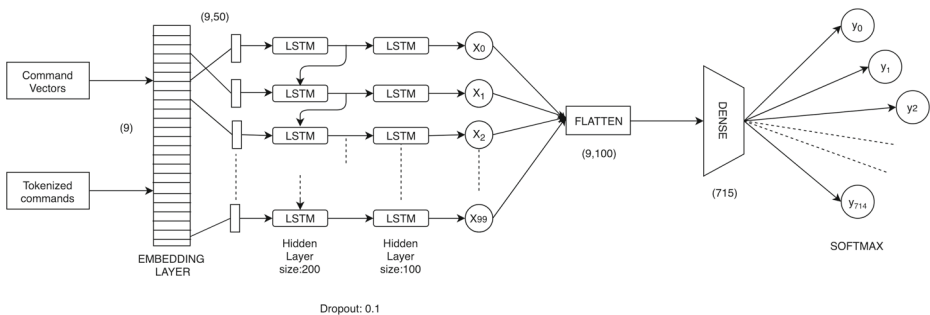 (9,50)
Command
Vectors
(9)
Tokenized
commands
EMBEDDING
LAYER
LSTM
LSTM
X0
LSTM
LSTM
X1
LSTM
LSTM
X2
LSTM
LSTM
X99
Hidden
Layer
size:200
Hidden
Layer
size:100
Dropout: 0.1
FLATTEN
(9,100)
DENSE
(715)
y0
y1
y2
y714
SOFTMAX